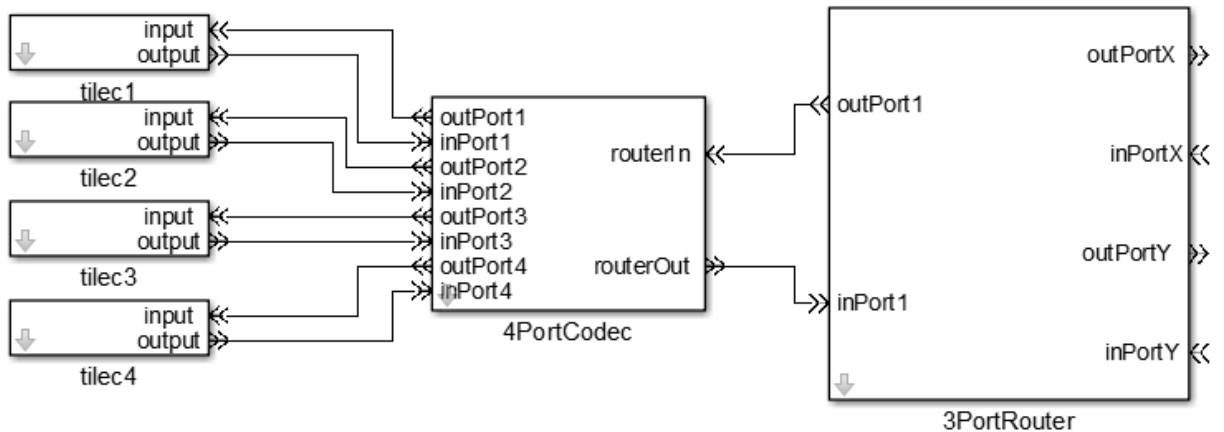 input
output
tilec1
input
output
tilec2
input
output
tilec3
input
output
tilec4
outPort1
inPort1
outPort2
inPort2
outPort3
inPort3
outPort4
inPort4
routerIn
routerOut
4PortCodec
outPort1
inPort1
outPortX
inPortX
outPortY
inPortY
3PortRouter